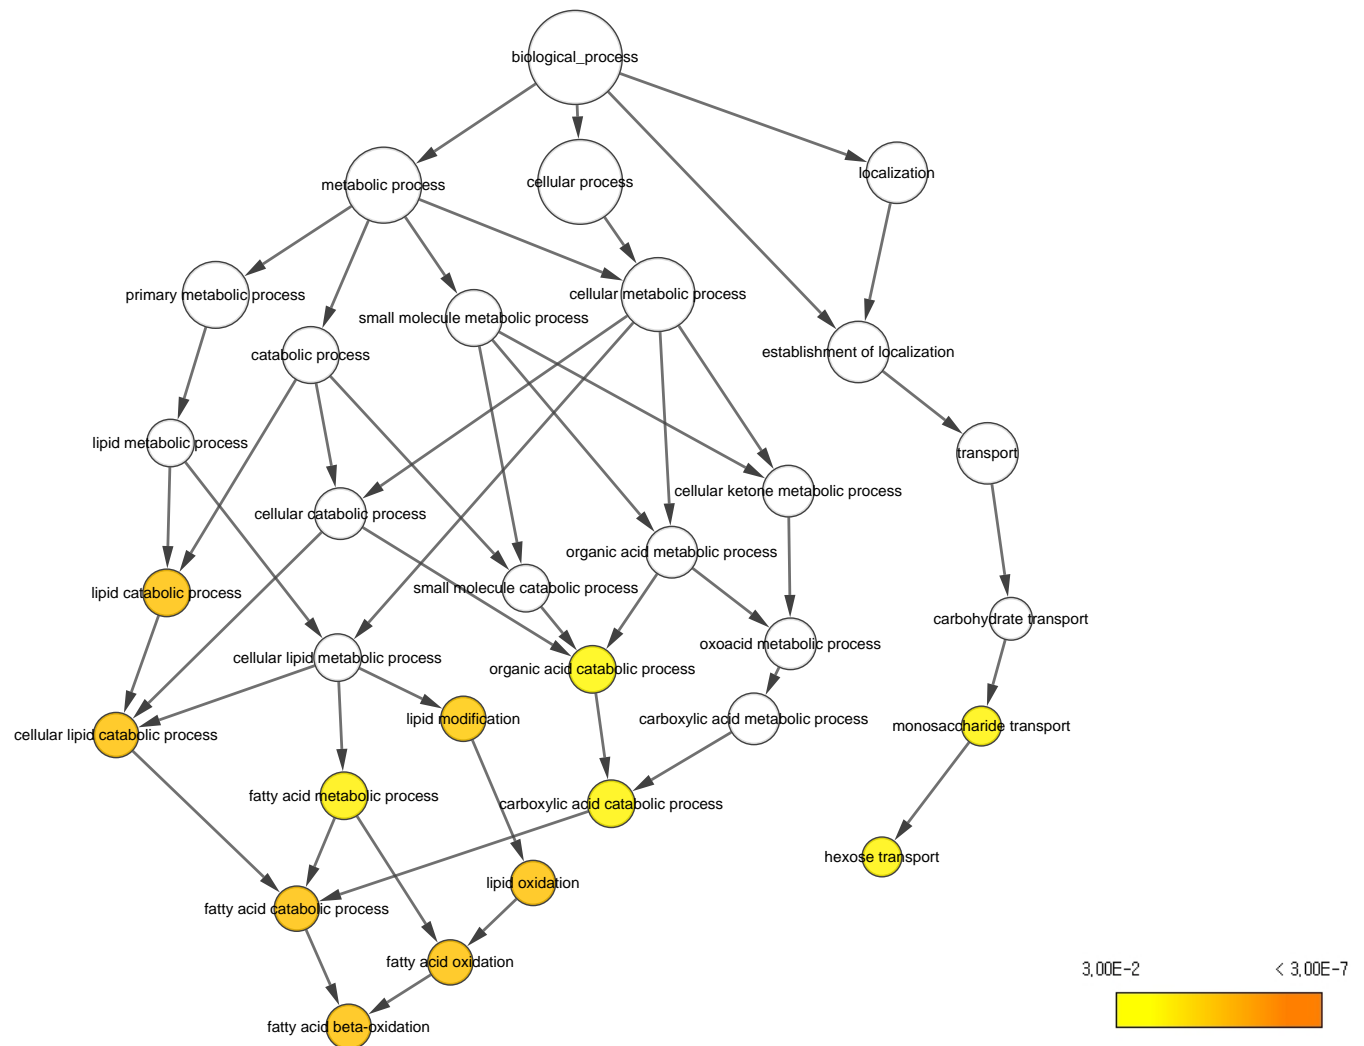 biological_process
localization
cellular process
metabolic process
primary metabolic process
cellular metabolic process
small molecule metabolic process
establishment of localization
catabolic process
lipid metabolic process
transport
cellular ketone metabolic process
cellular catabolic process
organic acid metabolic process
small molecule catabolic process
lipid catabolic process
carbohydrate transport
oxoacid metabolic process
cellular lipid metabolic process
organic acid catabolic process
lipid modification
carboxylic acid metabolic process
monosaccharide transport
cellular lipid catabolic process
fatty acid metabolic process
carboxylic acid catabolic process
hexose transport
lipid oxidation
fatty acid catabolic process
fatty acid oxidation
3,00E-2
< 3,00E-7
fatty acid beta-oxidation